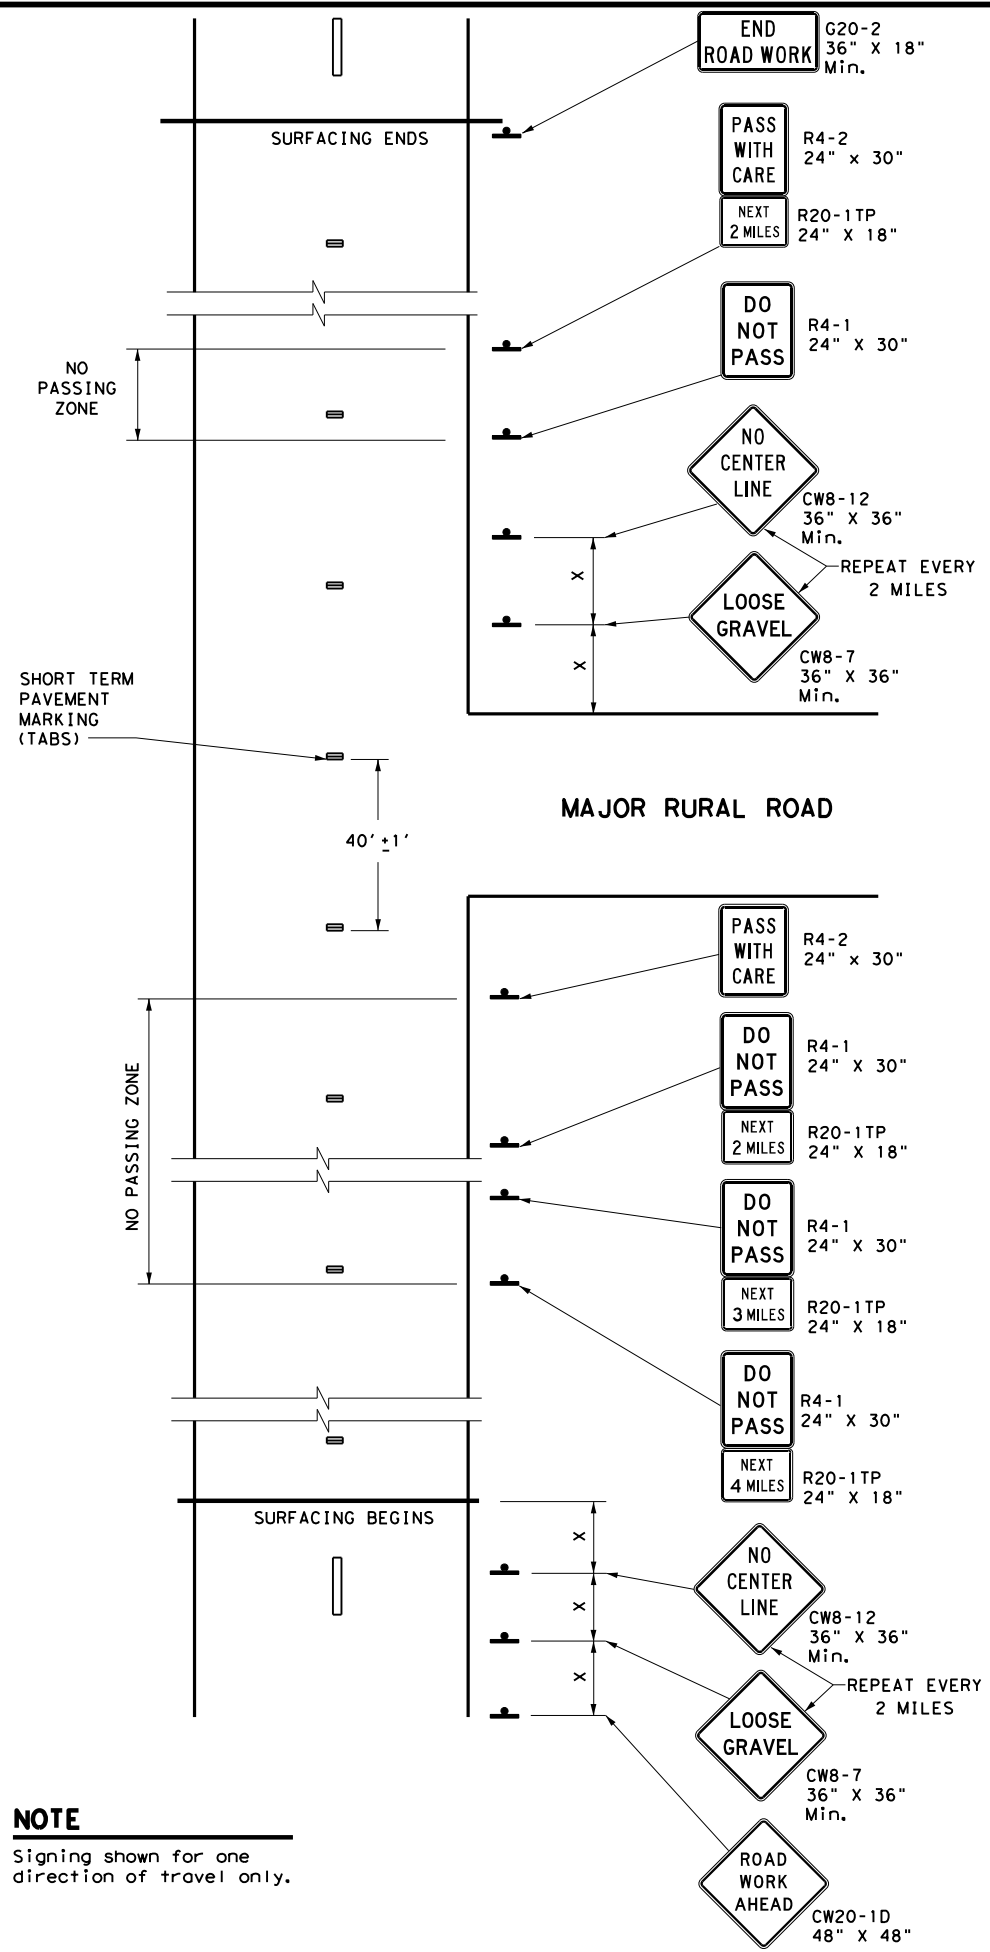 END
ROAD WORK
G20-2
36" X 18"
Min.
SURFACING ENDS
PASS
WITH
CARE
R4-2
24" x 30"
NEXT
2 MILES
R20-1TP
24" X 18"
DO
NOT
PASS
R4-1
24" X 30"
NO
PASSING
ZONE
NO
CENTER
LINE
CW8-12
36" X 36"
Min.
X
REPEAT EVERY
2 MILES
LOOSE
GRAVEL
CW8-7
36" X 36"
Min.
X
SHORT TERM
PAVEMENT
MARKING
(TABS)
40' ±1'
MAJOR RURAL ROAD
PASS
WITH
CARE
R4-2
24" x 30"
NO PASSING ZONE
DO
NOT
PASS
R4-1
24" X 30"
NEXT
2 MILES
R20-1TP
24" X 18"
DO
NOT
PASS
R4-1
24" X 30"
NEXT
3 MILES
R20-1TP
24" X 18"
DO
NOT
PASS
R4-1
24" X 30"
NEXT
4 MILES
R20-1TP
24" X 18"
SURFACING BEGINS
X
NO
CENTER
LINE
CW8-12
36" X 36"
Min.
X
REPEAT EVERY
2 MILES
X
LOOSE
GRAVEL
CW8-7
36" X 36"
Min.
ROAD
WORK
AHEAD
CW20-1D
48" X 48"
NOTE
Signing shown for one
direction of travel only.